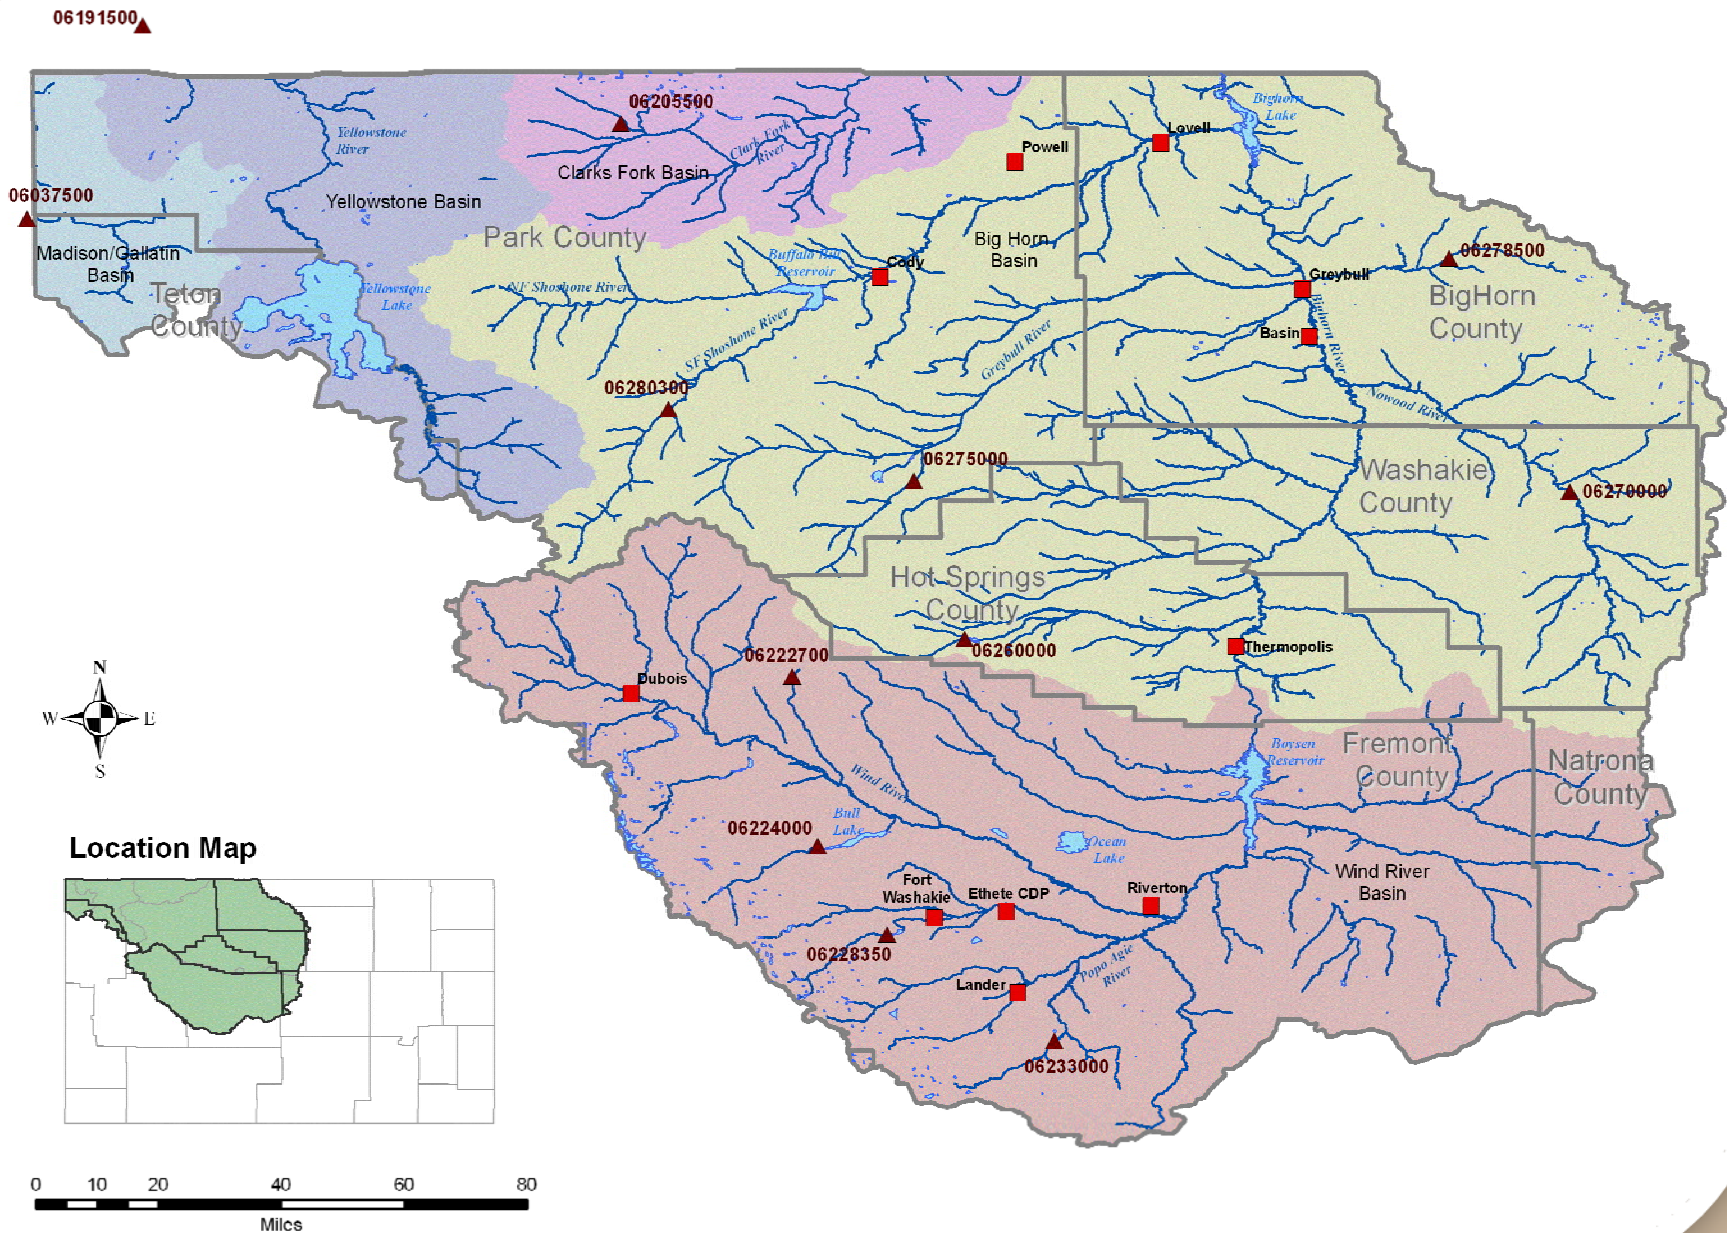 06191500
06205500
Bighorn
Lake
Yellowstone
River
Clark Fork
River
Lovell
Powell
Clarks Fork Basin
06037500
Yellowstone Basin
Park County
Big Horn
Basin
Madison/Gallatin
Basin
Buffalo Bill
Reservoir
Cody
06278500
Greybull
Teton
County
Yellowstone
Lake
NF Shoshone River
BigHorn
County
Bighorn River
Basin
SF Shoshone River
Greybull River
06280300
Nowood River
06275000
Washakie
County
06270000
Hot Springs
County
06260000
Thermopolis
06222700
Dubois
N
W
E
S
Boysen
Reservoir
Fremont
County
Natrona
County
Wind River
Bull
Lake
06224000
Ocean
Lake
Location Map
Wind River
Basin
Fort
Washakie
Ethete CDP
Riverton
06228350
Popo Agie
River
Lander
06233000
0 10 20 40 60 80
Miles